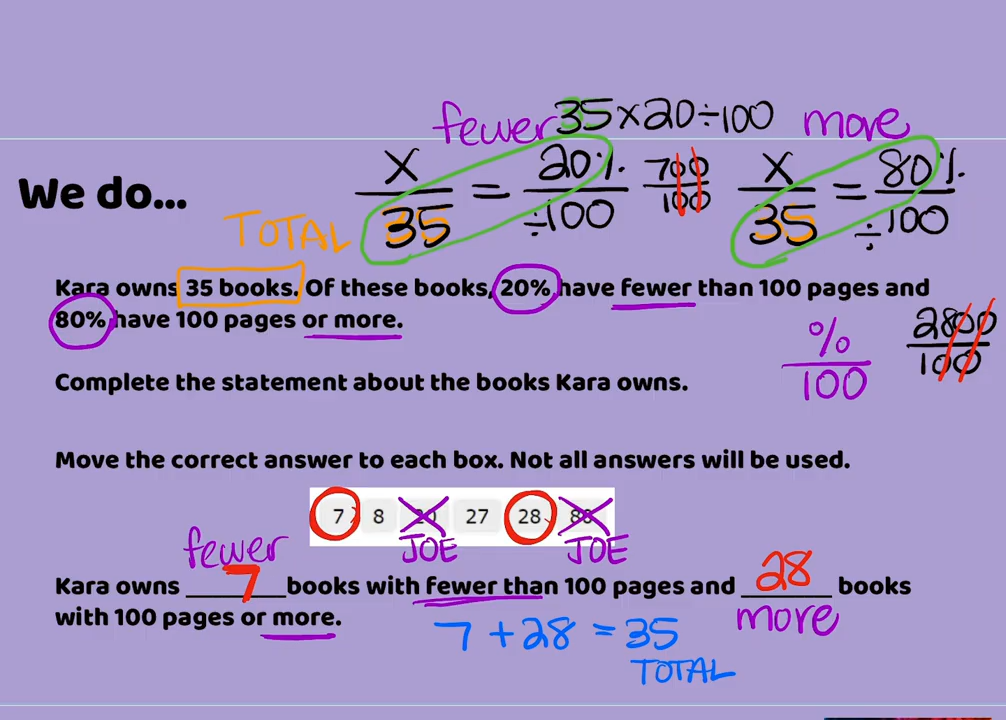 fewer 35x20÷100 more
X/35 = 20%/÷100 700/100 X/35 = 80%/÷100
We do...
TOTAL
Kara owns 35 books. Of these books, 20% have fewer than 100 pages and
80% have 100 pages or more.
%/100 2800/100
Complete the statement about the books Kara owns.
Move the correct answer to each box. Not all answers will be used.
7 8 20 27 28 80
JOE JOE
fewer 7 28
Kara owns ______ books with fewer than 100 pages and ______ books
with 100 pages or more.
more
7 + 28 = 35
TOTAL